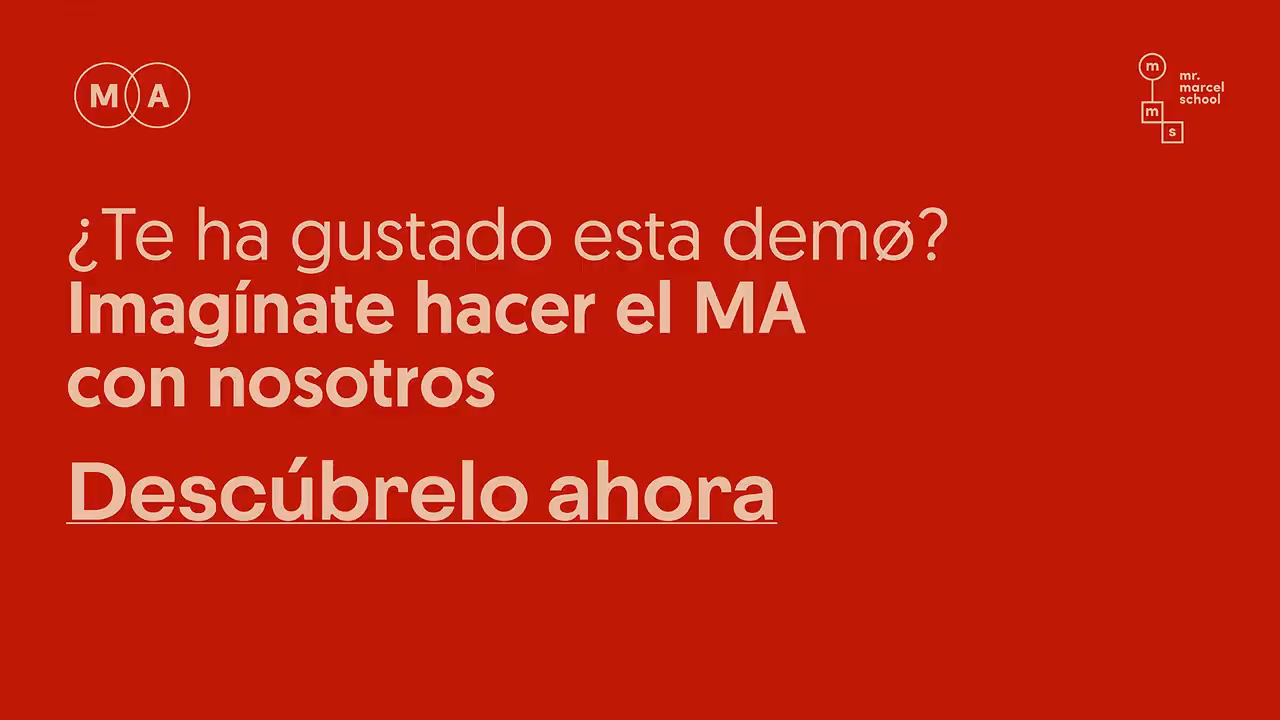 M A
m
m
s
mr.
marcel
school
¿Te ha gustado esta demø?
Imagínate hacer el MA
con nosotros
Descúbrelo ahora